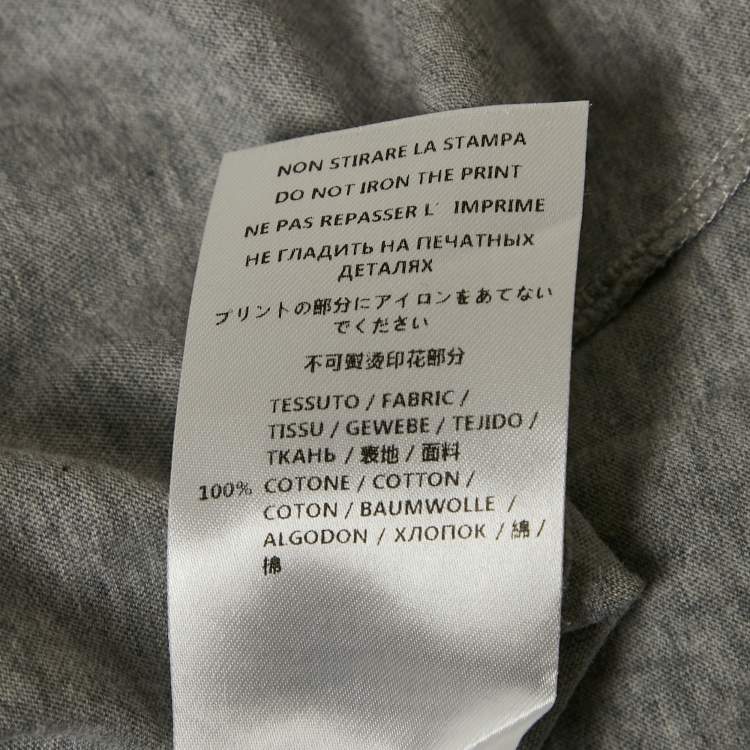 NON STIRARE LA STAMPA
DO NOT IRON THE PRINT
NE PAS REPASSER L' IMPRIME
НЕ ГЛАДИТЬ НА ПЕЧАТНЫХ
ДЕТАЛЯХ
プリントの部分にアイロンをあてない
でください
不可熨烫印花部分
TESSUTO / FABRIC /
TISSU / GEWEBE / TEJIDO /
ТКАНЬ / 裏地 / 面料
100% COTONE / COTTON /
COTON / BAUMWOLLE /
ALGODON / ХЛОПОК / 綿 /
棉